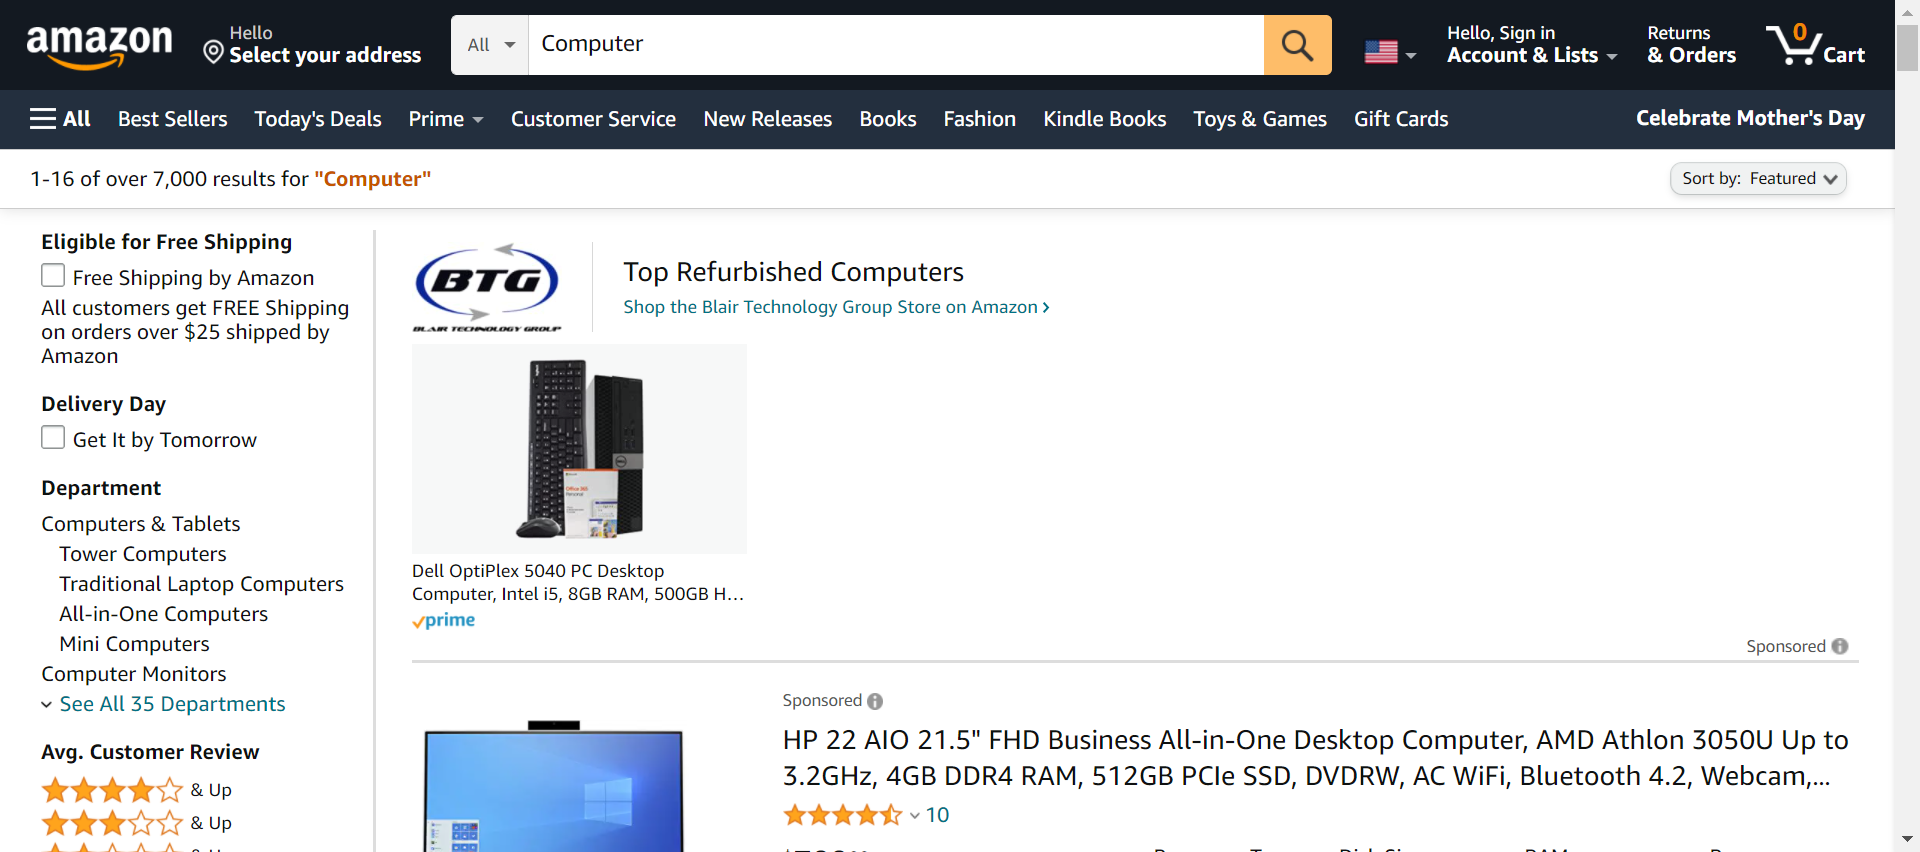 amazon
Hello
Select your address
All
Computer
Hello, Sign in
Account & Lists
Returns
& Orders
0
Cart
All
Best Sellers
Today's Deals
Prime
Customer Service
New Releases
Books
Fashion
Kindle Books
Toys & Games
Gift Cards
Celebrate Mother's Day
1-16 of over 7,000 results for "Computer"
Sort by: Featured
Eligible for Free Shipping
Free Shipping by Amazon
All customers get FREE Shipping
on orders over $25 shipped by
Amazon
Delivery Day
Get It by Tomorrow
Department
Computers & Tablets
Tower Computers
Traditional Laptop Computers
All-in-One Computers
Mini Computers
Computer Monitors
See All 35 Departments
Avg. Customer Review
& Up
& Up
BTG
BLAIR TECHNOLOGY GROUP
Top Refurbished Computers
Shop the Blair Technology Group Store on Amazon ›
Dell OptiPlex 5040 PC Desktop
Computer, Intel i5, 8GB RAM, 500GB H...
prime
Sponsored
Sponsored
HP 22 AIO 21.5" FHD Business All-in-One Desktop Computer, AMD Athlon 3050U Up to
3.2GHz, 4GB DDR4 RAM, 512GB PCIe SSD, DVDRW, AC WiFi, Bluetooth 4.2, Webcam,...
10